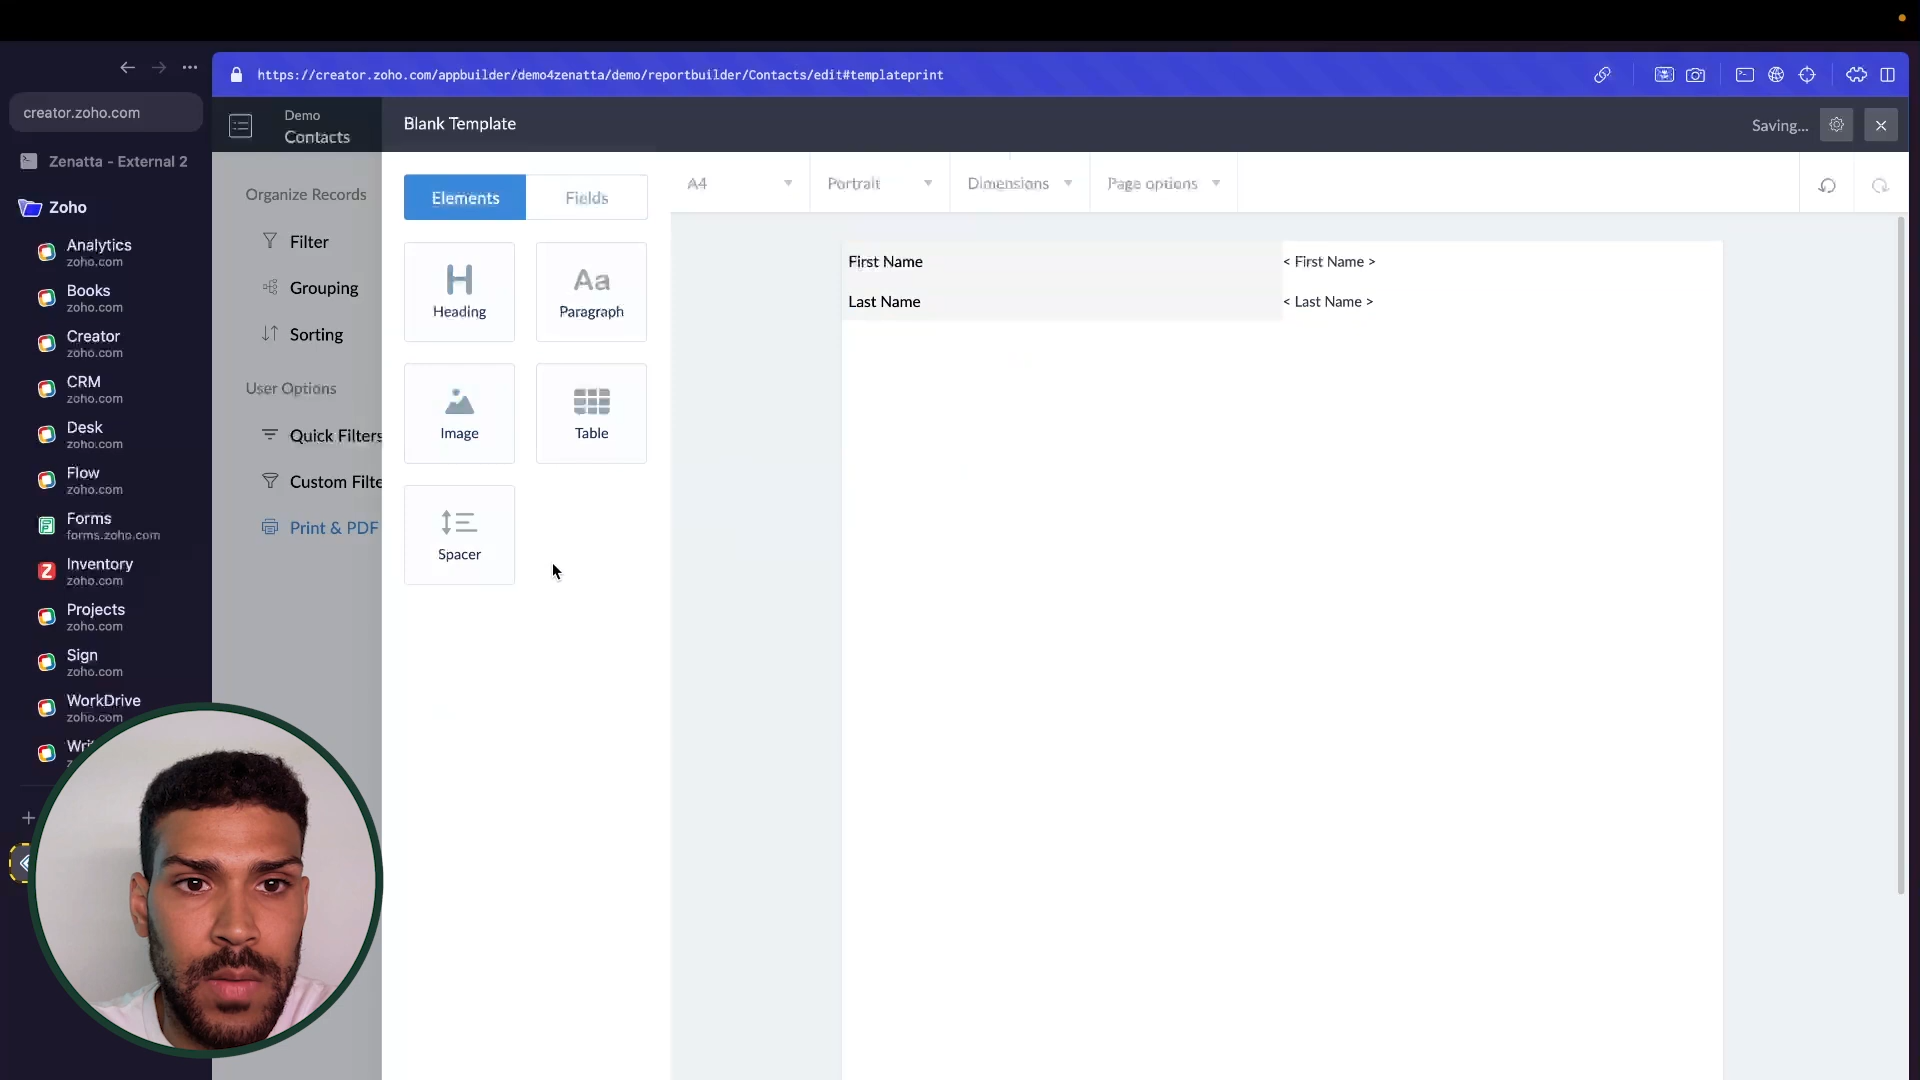 https://creator.zoho.com/appbuilder/demo4zenatta/demo/reportbuilder/Contacts/edit#templateprint
creator.zoho.com
Zenatta - External 2
Zoho
Analytics
zoho.com
Books
zoho.com
Creator
zoho.com
CRM
zoho.com
Desk
zoho.com
Flow
zoho.com
Forms
forms.zoho.com
Inventory
zoho.com
Projects
zoho.com
Sign
zoho.com
WorkDrive
zoho.com
Demo
Contacts
Organize Records
Filter
Grouping
Sorting
User Options
Quick Filters
Custom Filte
Print & PDF
Blank Template
Saving...
Elements
Fields
H
Heading
Aa
Paragraph
Image
Table
Spacer
A4
Portrait
Dimensions
Page options
First Name
< First Name >
Last Name
< Last Name >